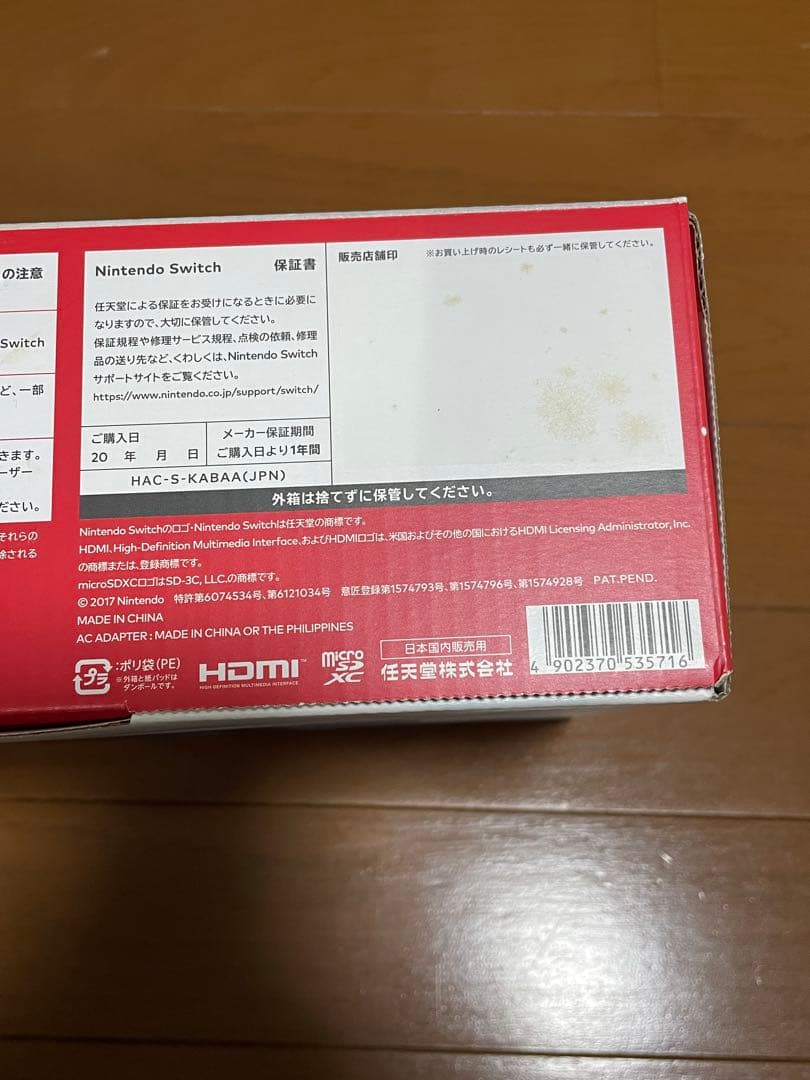 の注意
Switch
ど、一部
きます。
ーザー
ださい。
それらの
除される
Nintendo Switch 保証書
任天堂による保証をお受けになるときに必要に
なりますので、大切に保管してください。
保証規程や修理サービス規程、点検の依頼、修理
品の送り先など、くわしくは、Nintendo Switch
サポートサイトをご覧ください。
https://www.nintendo.co.jp/support/switch/
ご購入日
20 年 月 日
メーカー保証期間
ご購入日より1年間
HAC-S-KABAA(JPN)
販売店舗印 ※お買い上げ時のレシートも必ず一緒に保管してください。
外箱は捨てずに保管してください。
Nintendo Switchのロゴ・Nintendo Switchは任天堂の商標です。
HDMI、High-Definition Multimedia Interface、およびHDMIロゴは、米国およびその他の国におけるHDMI Licensing Administrator, Inc.
の商標または、登録商標です。
microSDXCロゴはSD-3C, LLC.の商標です。
© 2017 Nintendo 特許第6074534号、第6121034号 意匠登録第1574793号、第1574796号、第1574928号 PAT.PEND.
MADE IN CHINA
AC ADAPTER : MADE IN CHINA OR THE PHILIPPINES
プラ
:ポリ袋(PE)
※外箱と紙パッドは
ダンボールです。
HDMI™
HIGH-DEFINITION MULTIMEDIA INTERFACE
micro
SD
XC
日本国内販売用
任天堂株式会社
4 902370 535716